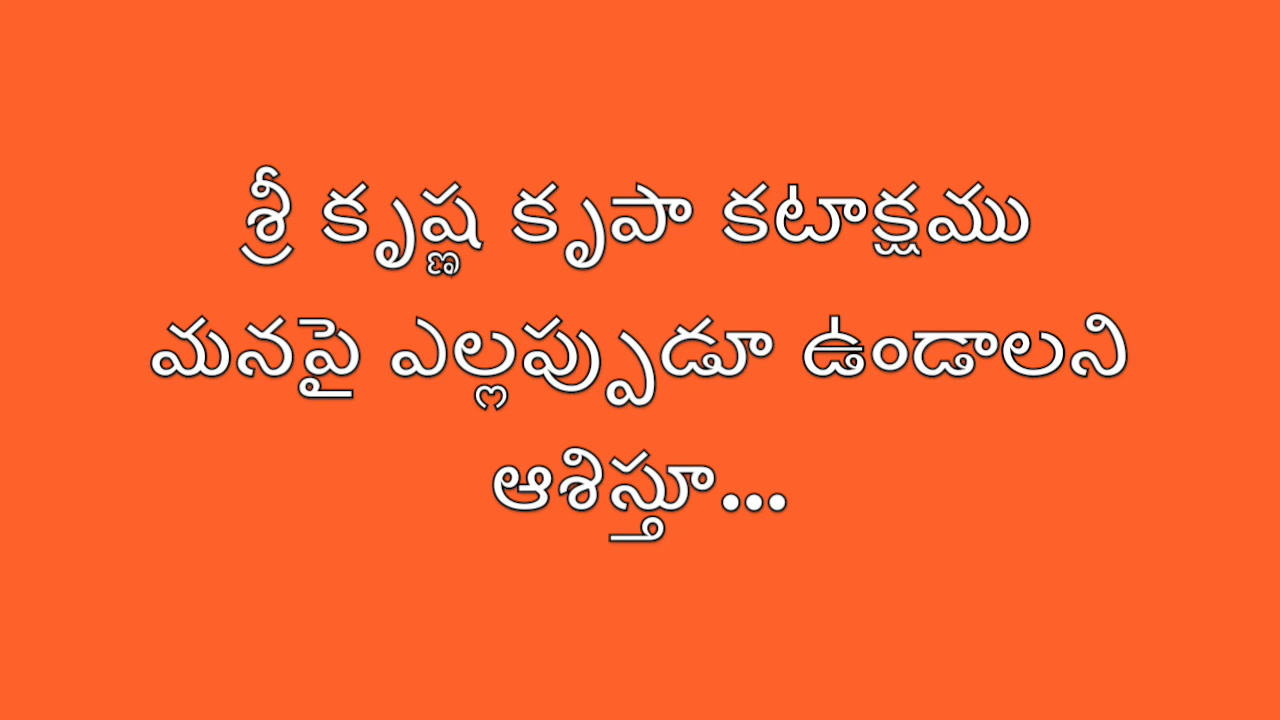 శ్రీ కృష్ణ కృపా కటాక్షము
మనపై ఎల్లప్పుడూ ఉండాలని
ఆశిస్తూ...